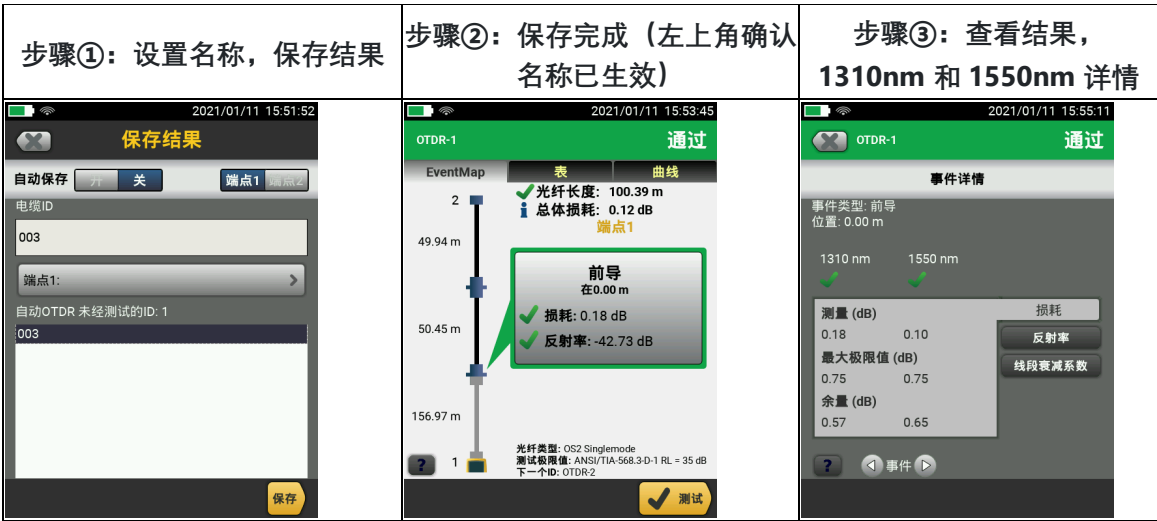 步骤①：设置名称，保存结果
步骤②：保存完成（左上角确认
名称已生效）
步骤③：查看结果，
1310nm 和 1550nm 详情
2021/01/11 15:51:52
保存结果
自动保存 开 关 端点1 端点2
电缆ID
003
端点1:
自动OTDR 未经测试的ID: 1
003
保存
2021/01/11 15:53:45
OTDR-1 通过
EventMap 表 曲线
2
光纤长度: 100.39 m
总体损耗: 0.12 dB
端点1
49.94 m
前导
在0.00 m
损耗: 0.18 dB
反射率: -42.73 dB
50.45 m
156.97 m
光纤类型: OS2 Singlemode
测试极限值: ANSI/TIA-568.3-D-1 RL = 35 dB
下一个ID: OTDR-2
? 1
测试
2021/01/11 15:55:11
OTDR-1 通过
事件详情
事件类型: 前导
位置: 0.00 m
1310 nm 1550 nm
测量 (dB) 损耗
0.18 0.10 反射率
最大极限值 (dB) 线段衰减系数
0.75 0.75
余量 (dB)
0.57 0.65
? 事件